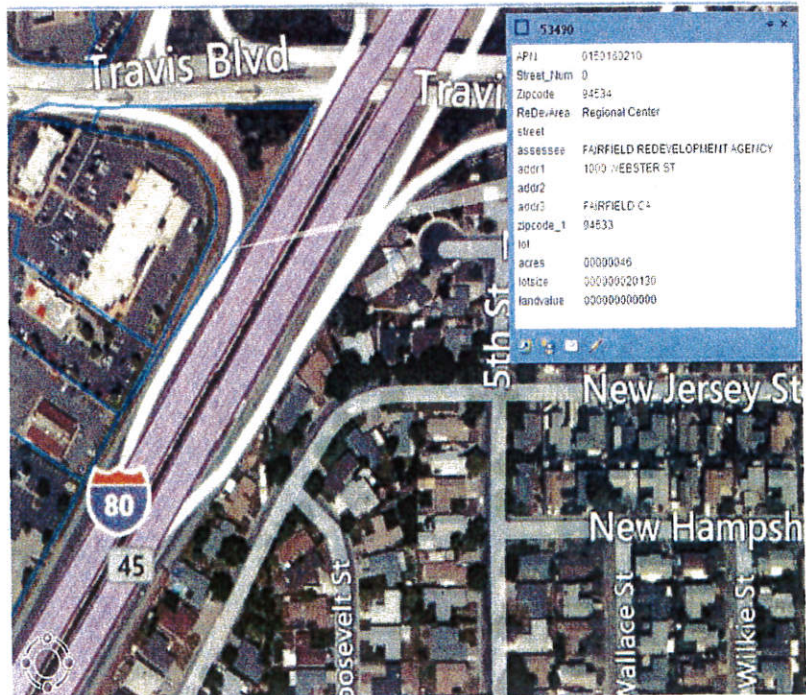 Travis Blvd
Travi
53490
APN 0150160210
Street_Num 0
Zipcode 94534
ReDevArea Regional Center
street
assessee FAIRFIELD REDEVELOPMENT AGENCY
addr1 1000 WEBSTER ST
addr2
addr3 FAIRFIELD CA
zipcode_1 94533
lot
acres 00000046
lotsize 000000020130
landvalue 000000000000
5th St
New Jersey St
80
45
New Hampsh
oosevelt St
Wallace St
Wilkie St